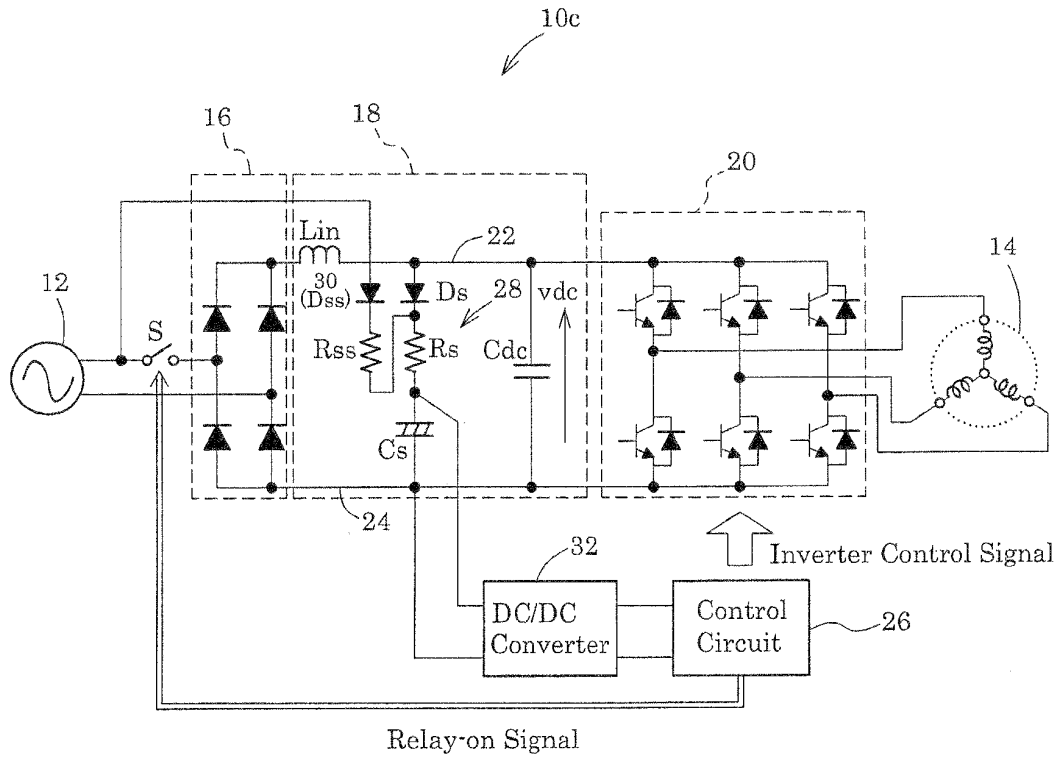 10c
16
18
20
Lin
22
14
12
30
(Dss)
Ds
28
vdc
S
Rss
Rs
Cdc
Cs
24
32
Inverter Control Signal
DC/DC
Converter
Control
Circuit
26
Relay-on Signal